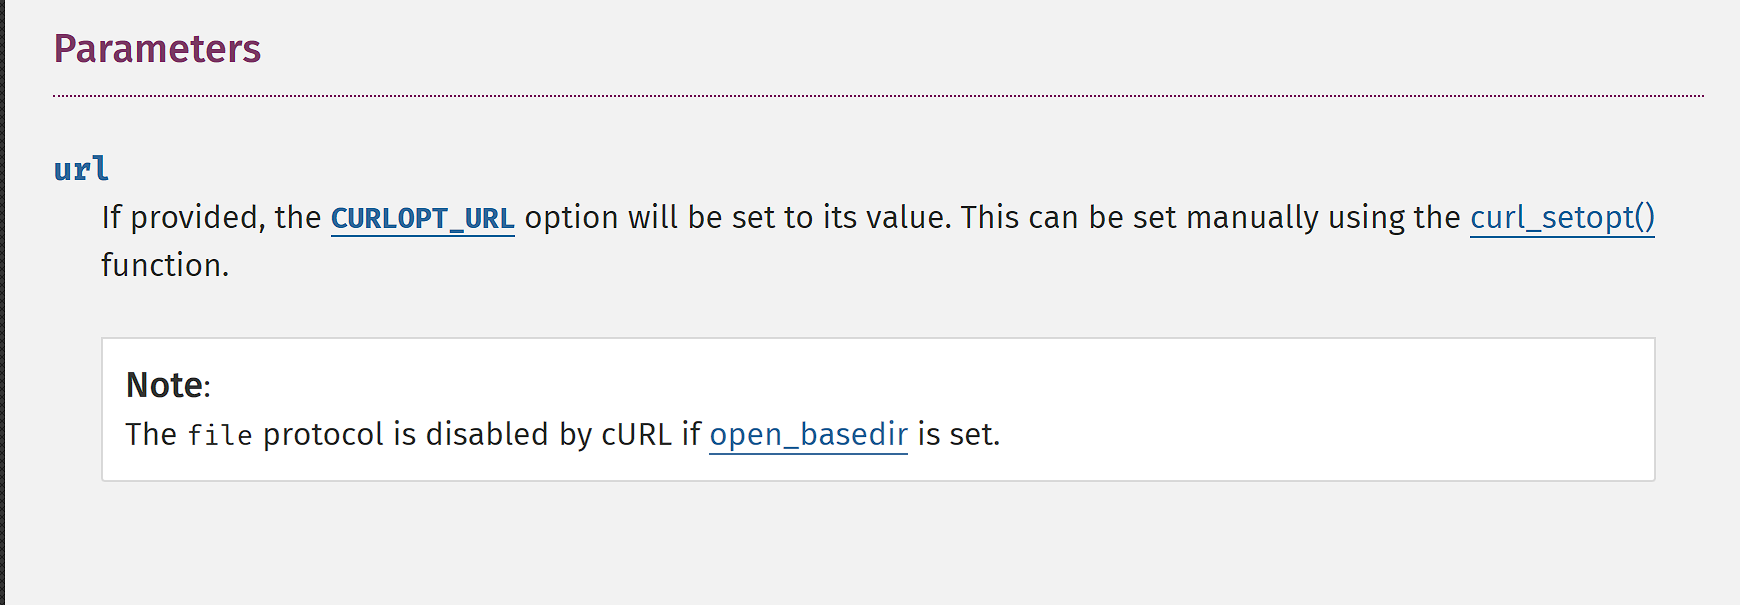 Parameters
url
If provided, the CURLOPT_URL option will be set to its value. This can be set manually using the curl_setopt()
function.
Note:
The file protocol is disabled by cURL if open_basedir is set.